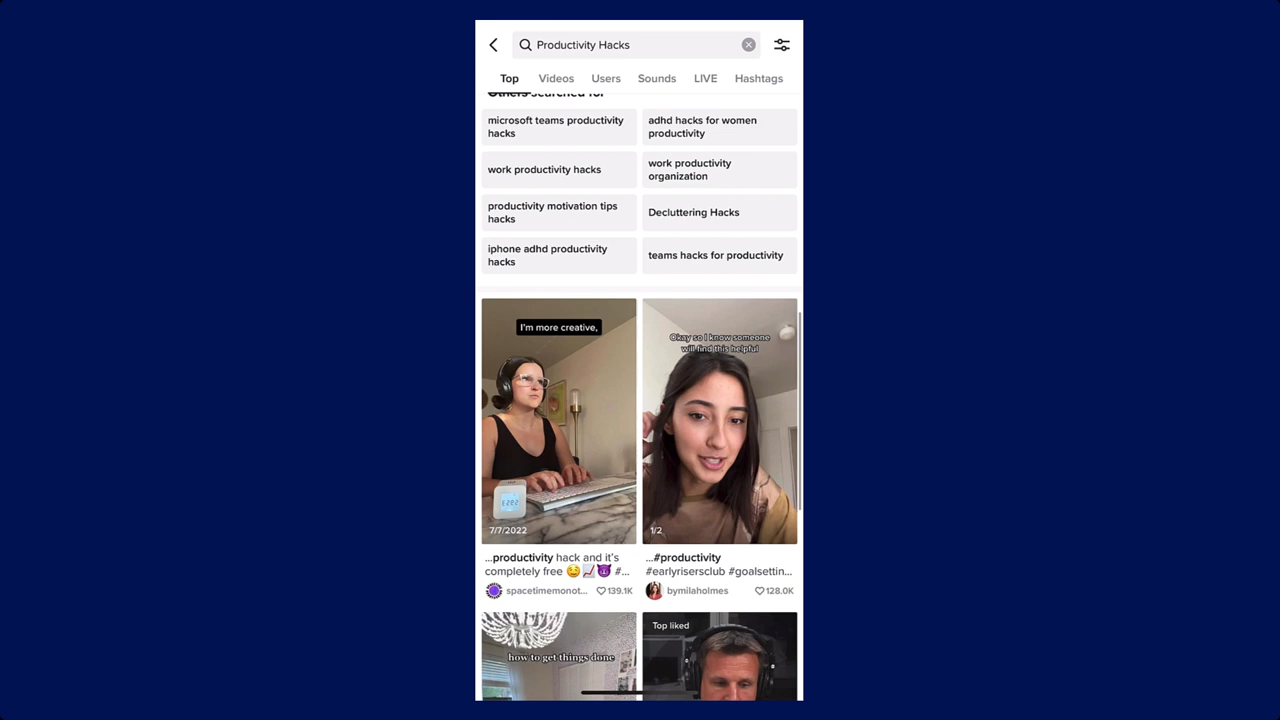 Productivity Hacks
Top Videos Users Sounds LIVE Hashtags
Others searched for
microsoft teams productivity
hacks
adhd hacks for women
productivity
work productivity hacks
work productivity
organization
productivity motivation tips
hacks
Decluttering Hacks
iphone adhd productivity
hacks
teams hacks for productivity
I'm more creative,
7/7/2022
Okay so I know someone
will find this helpful
1/2
...productivity hack and it's
completely free 😌📈😈 #...
spacetimemonot... 139.1K
...#productivity
#earlyrisersclub #goalsettin...
bymilaholmes 128.0K
how to get things done
Top liked